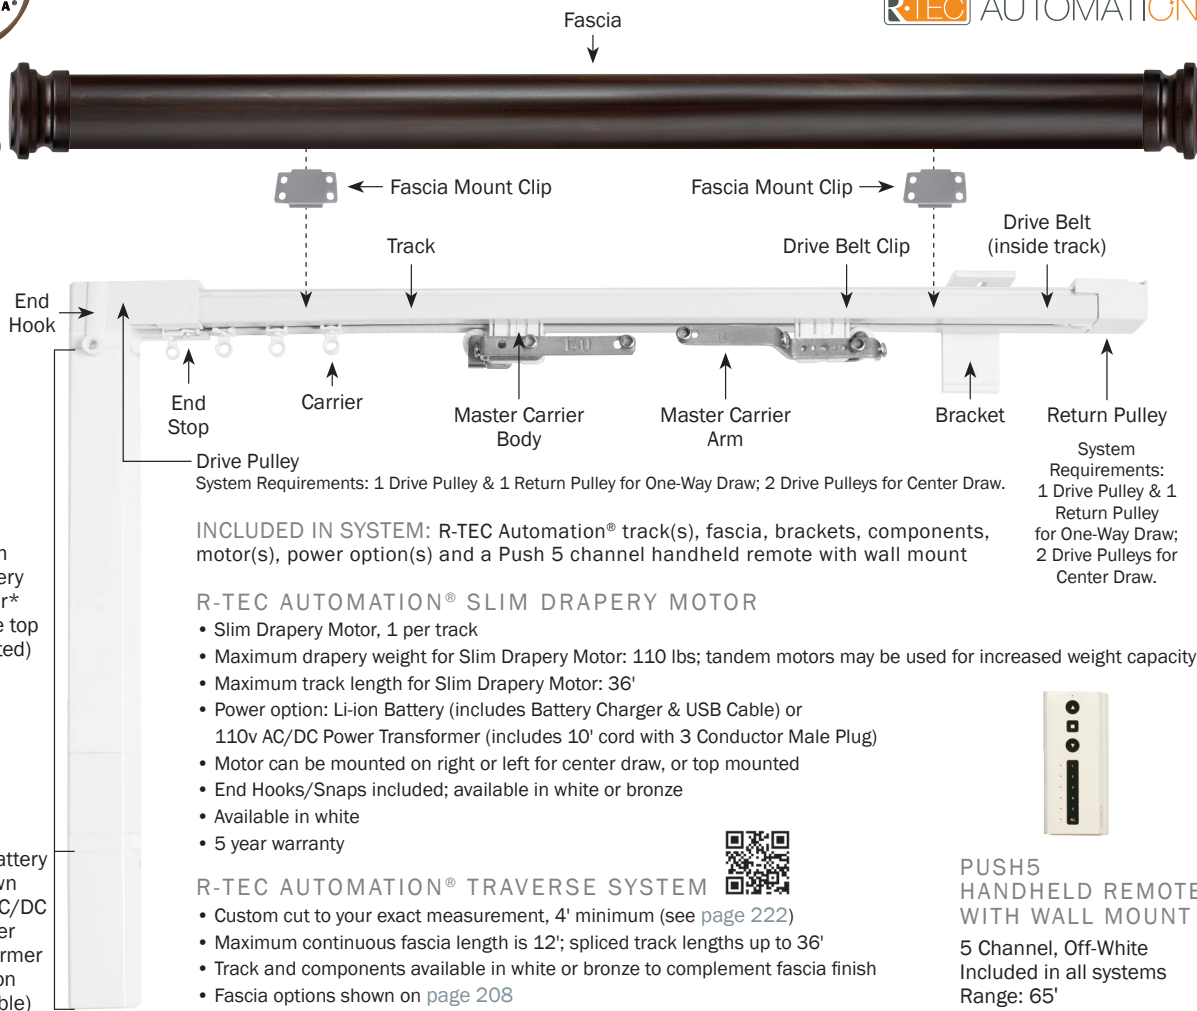 A®
R·TEC AUTOMATION
Fascia
Fascia Mount Clip
Fascia Mount Clip
Drive Belt
(inside track)
Track
Drive Belt Clip
End
Hook
End
Stop
Carrier
Master Carrier
Body
Master Carrier
Arm
Bracket
Return Pulley
Drive Pulley
System Requirements: 1 Drive Pulley & 1 Return Pulley for One-Way Draw; 2 Drive Pulleys for Center Draw.
System
Requirements:
1 Drive Pulley & 1
Return Pulley
for One-Way Draw;
2 Drive Pulleys for
Center Draw.
INCLUDED IN SYSTEM: R-TEC Automation® track(s), fascia, brackets, components,
motor(s), power option(s) and a Push 5 channel handheld remote with wall mount
R-TEC AUTOMATION® SLIM DRAPERY MOTOR
• Slim Drapery Motor, 1 per track
• Maximum drapery weight for Slim Drapery Motor: 110 lbs; tandem motors may be used for increased weight capacity
• Maximum track length for Slim Drapery Motor: 36'
• Power option: Li-ion Battery (includes Battery Charger & USB Cable) or
110v AC/DC Power Transformer (includes 10' cord with 3 Conductor Male Plug)
• Motor can be mounted on right or left for center draw, or top mounted
• End Hooks/Snaps included; available in white or bronze
• Available in white
• 5 year warranty
R-TEC AUTOMATION® TRAVERSE SYSTEM
• Custom cut to your exact measurement, 4' minimum (see page 222)
• Maximum continuous fascia length is 12'; spliced track lengths up to 36'
• Track and components available in white or bronze to complement fascia finish
• Fascia options shown on page 208
PUSH5
HANDHELD REMOTE
WITH WALL MOUNT
5 Channel, Off-White
Included in all systems
Range: 65'
ery
r*
e top
ted)
attery
wn
C/DC
er
rmer
on
ble)